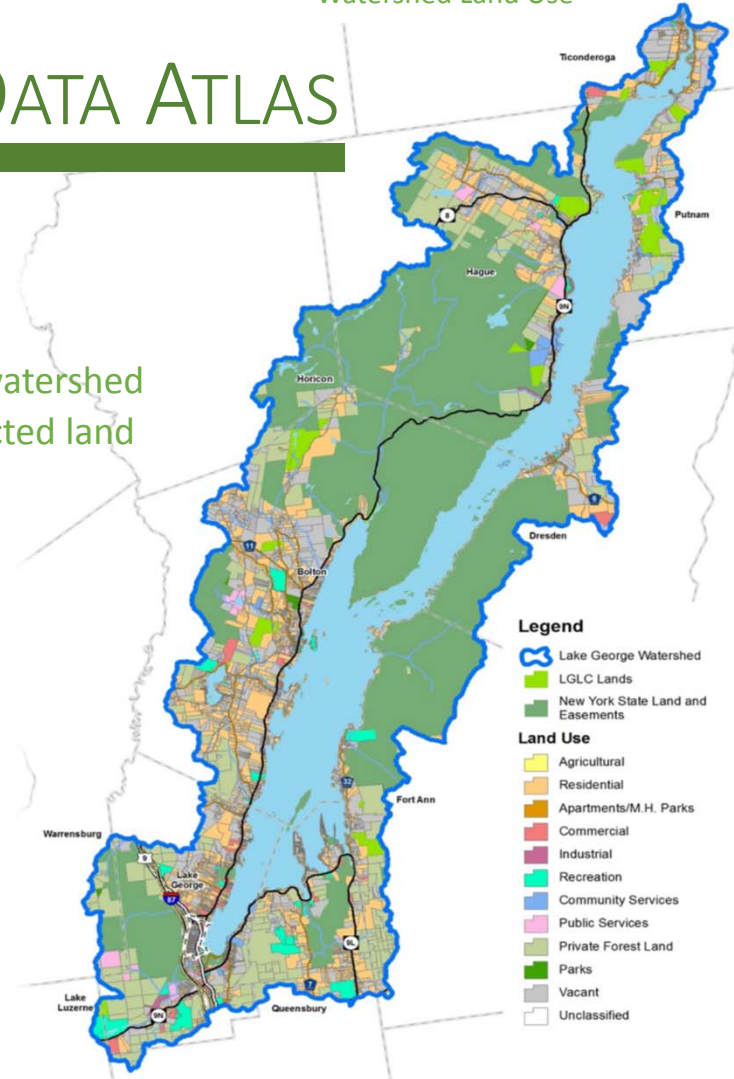 Watershed Land Use
DATA ATLAS
watershed
cted land
Ticonderoga
Putnam
8
Hague
9N
Horicon
6
Dresden
11
Bolton
32
Fort Ann
Warrensburg
9
Lake
George
87
9L
Lake
Luzerne
9N
7
Queensbury
Legend
Lake George Watershed
LGLC Lands
New York State Land and
Easements
Land Use
Agricultural
Residential
Apartments/M.H. Parks
Commercial
Industrial
Recreation
Community Services
Public Services
Private Forest Land
Parks
Vacant
Unclassified